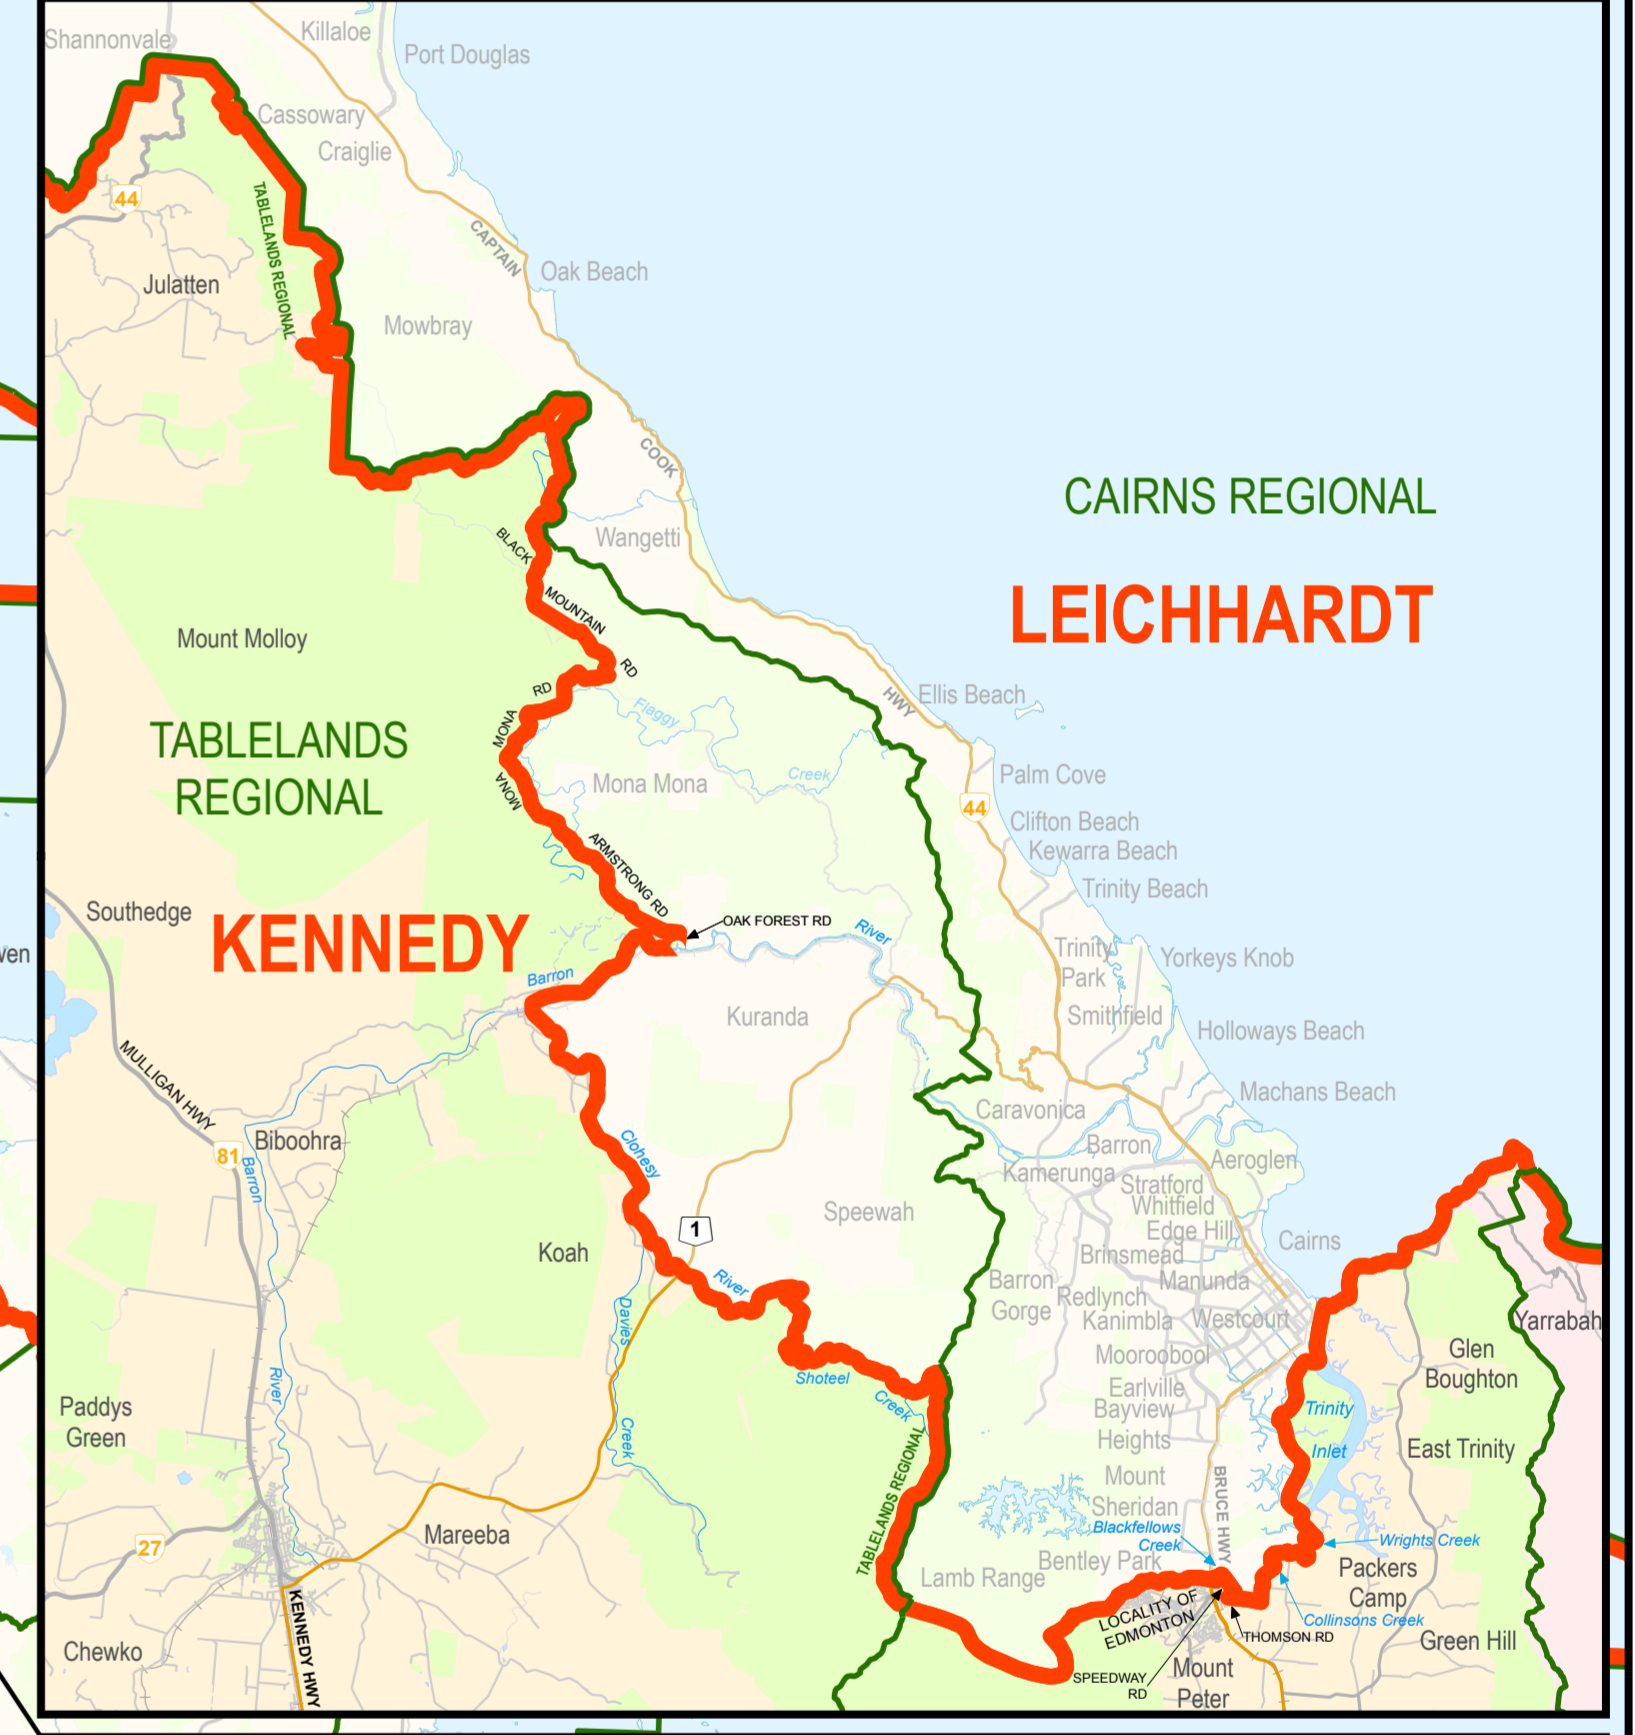 Shannonvale
Killaloe
Port Douglas
Cassowary
Craiglie
44
TABLELANDS REGIONAL
CAPTAIN
Oak Beach
Julatten
Mowbray
COOK
CAIRNS REGIONAL
Wangetti
BLACK
LEICHHARDT
MOUNTAIN
Mount Molloy
RD
RD
Ellis Beach
HWY
Flaggy
MONA
TABLELANDS
REGIONAL
Mona Mona
Creek
Palm Cove
MONA
44
Clifton Beach
Kewarra Beach
ARMSTRONG RD
Trinity Beach
Southedge
OAK FOREST RD
KENNEDY
River
ven
Trinity
Park
Yorkeys Knob
Barron
Kuranda
Smithfield
Holloways Beach
MULLIGAN HWY
Machans Beach
Caravonica
Biboohra
81
Barron
Clohesy
Barron
Kamerunga
Aeroglen
Stratford
Whitfield
Speewah
Edge Hill
1
Koah
Brinsmead
Cairns
River
Barron
Gorge
Manunda
Redlynch
Kanimbla
Westcourt
Yarrabah
Davies
Glen
Boughton
Mooroobool
River
Shoteel
Creek
Earlville
Bayview
Heights
Trinity
Inlet
Paddys
Green
Creek
East Trinity
TABLELANDS REGIONAL
Mount
Sheridan
BRUCE HWY
Mareeba
Blackfellows
Creek
Wrights Creek
27
Bentley Park
Lamb Range
Packers
Camp
LOCALITY OF
EDMONTON
Collinsons Creek
KENNEDY HWY
THOMSON RD
Green Hill
Chewko
SPEEDWAY
RD
Mount
Peter